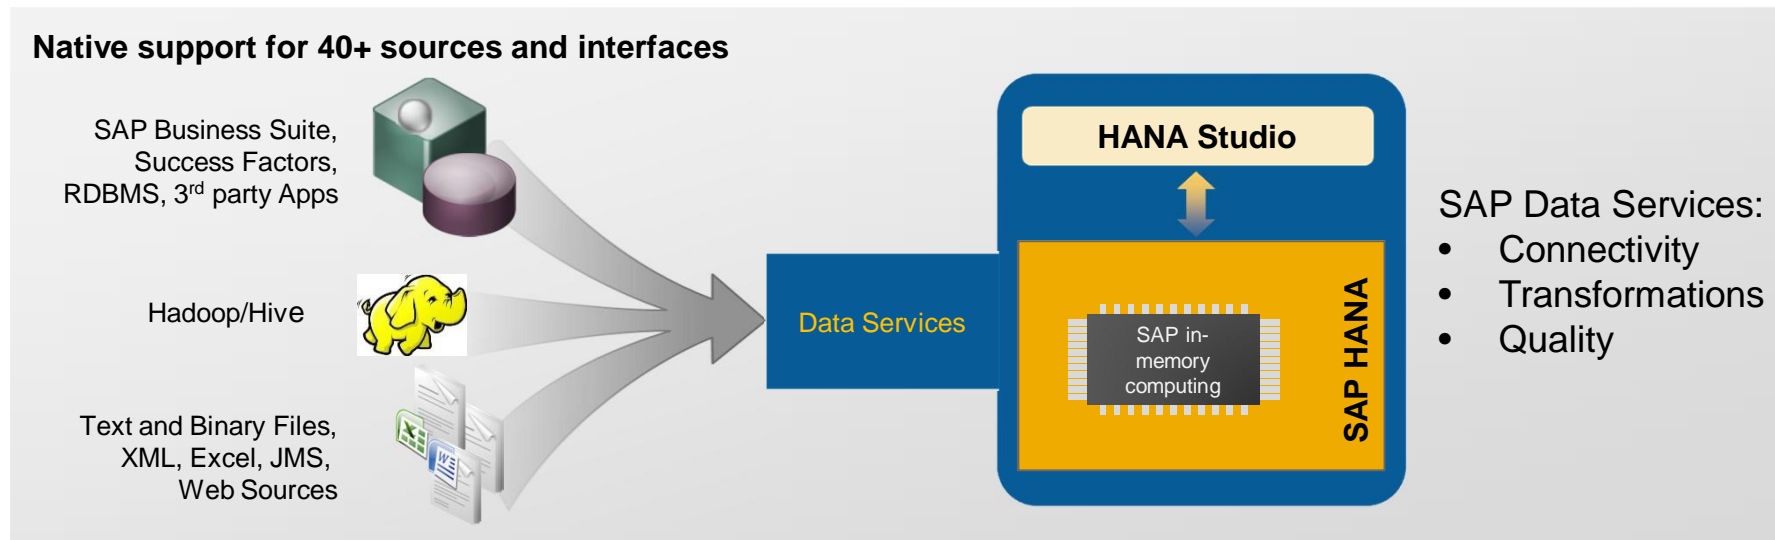 Native support for 40+ sources and interfaces
SAP Business Suite,
Success Factors,
RDBMS, 3rd party Apps
Hadoop/Hive
Text and Binary Files,
XML, Excel, JMS,
Web Sources
Data Services
HANA Studio
SAP in-
memory
computing
SAP HANA
SAP Data Services:
• Connectivity
• Transformations
• Quality